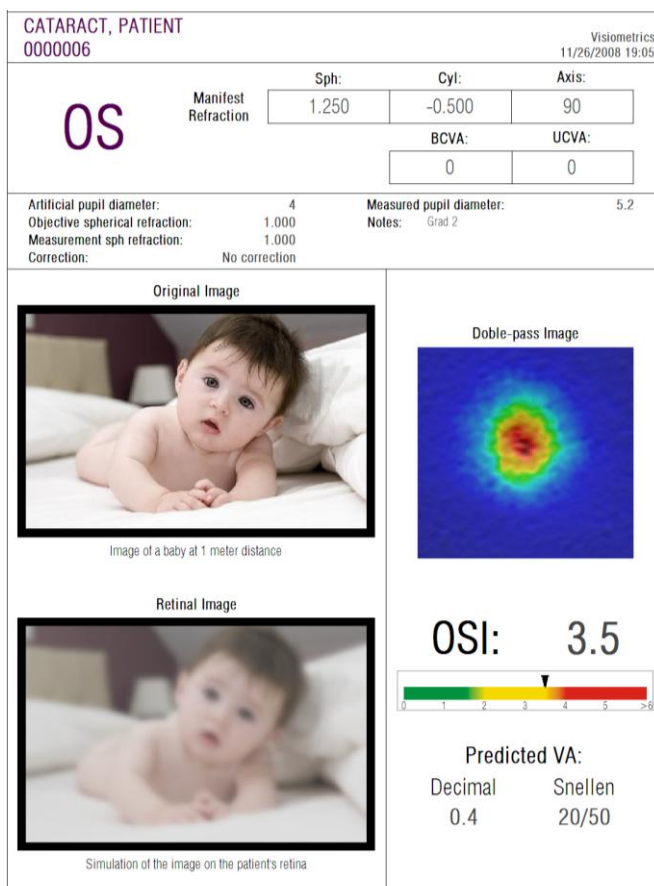 CATARACT, PATIENT
0000006
Visiometrics
11/26/2008 19:05
OS
Manifest
Refraction
Sph: Cyl: Axis:
1.250 -0.500 90
BCVA: UCVA:
0 0
Artificial pupil diameter: 4
Objective spherical refraction: 1.000
Measurement sph refraction: 1.000
Correction: No correction
Measured pupil diameter: 5.2
Notes: Grad 2
Original Image
Image of a baby at 1 meter distance
Retinal Image
Simulation of the image on the patient's retina
Doble-pass Image
OSI: 3.5
0 1 2 3 4 5 >6
Predicted VA:
Decimal Snellen
0.4 20/50